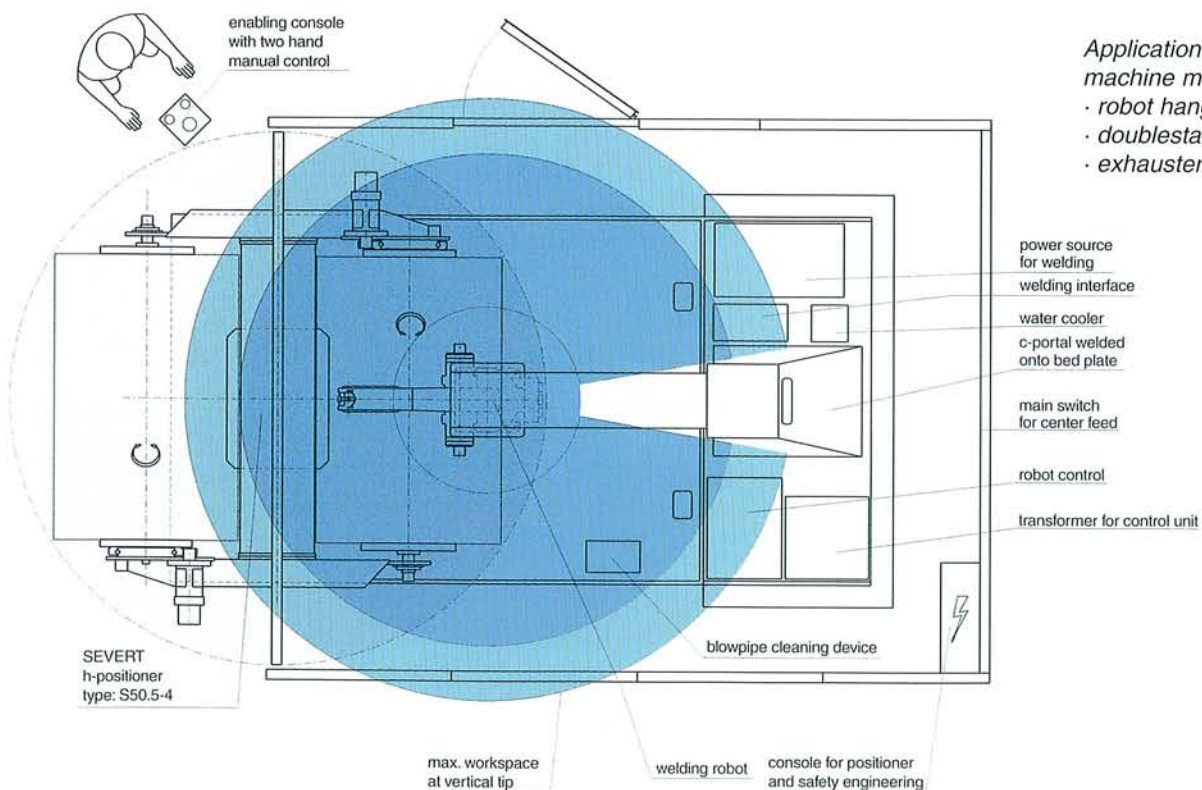 enabling console
with two hand
manual control
Application
machine m
· robot hang
· doublesta
· exhauster
power source
for welding
welding interface
water cooler
c-portal welded
onto bed plate
main switch
for center feed
robot control
transformer for control unit
blowpipe cleaning device
SEVERT
h-positioner
type: S50.5-4
max. workspace
at vertical tip
welding robot
console for positioner
and safety engineering